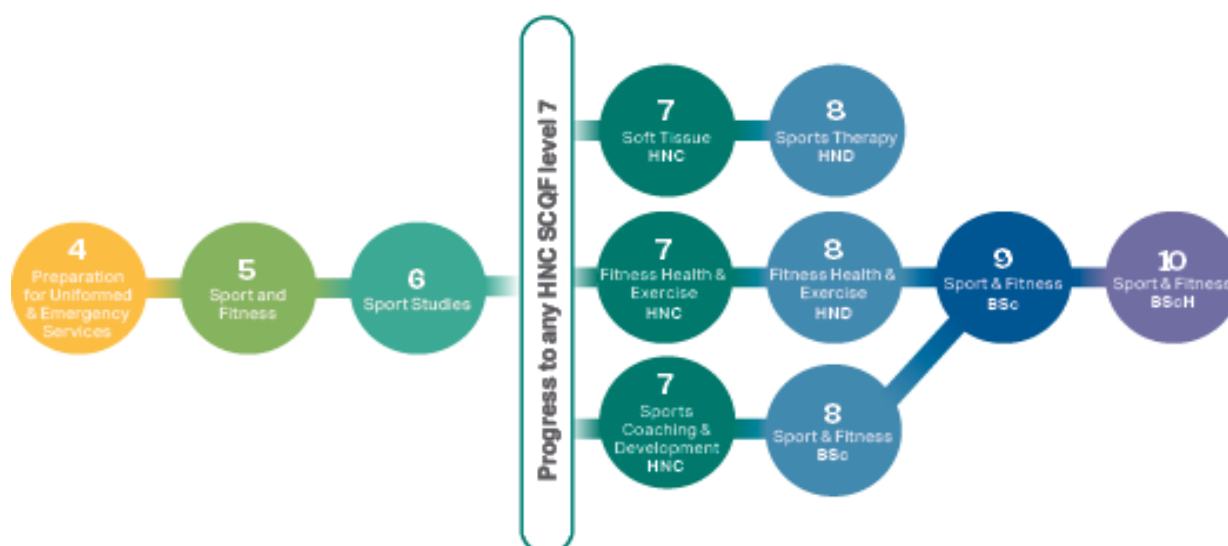 4
Preparation
for Uniformed
& Emergency
Services
5
Sport and
Fitness
6
Sport Studies
Progress to any HNC SCQF level 7
7
Soft Tissue
HNC
8
Sports Therapy
HND
7
Fitness Health &
Exercise
HNC
8
Fitness Health &
Exercise
HND
9
Sport & Fitness
BSc
10
Sport & Fitness
BScH
7
Sports
Coaching &
Development
HNC
8
Sport & Fitness
BSc